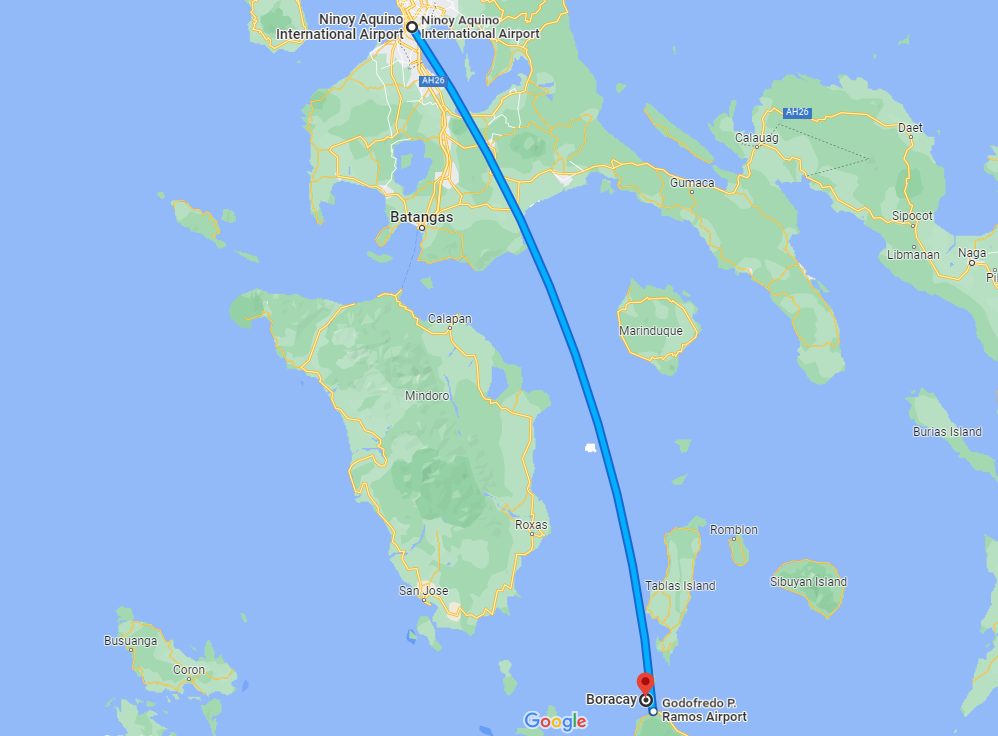 Ninoy Aquino
International Airport
Ninoy Aquino
International Airport
AH26
AH26
Calauag
Daet
Gumaca
Batangas
Sipocot
Libmanan
Naga
Pi
Calapan
Marinduque
Mindoro
Burias Island
Roxas
Romblon
San Jose
Tablas Island
Sibuyan Island
Busuanga
Coron
Boracay
Godofredo P.
Ramos Airport
Google